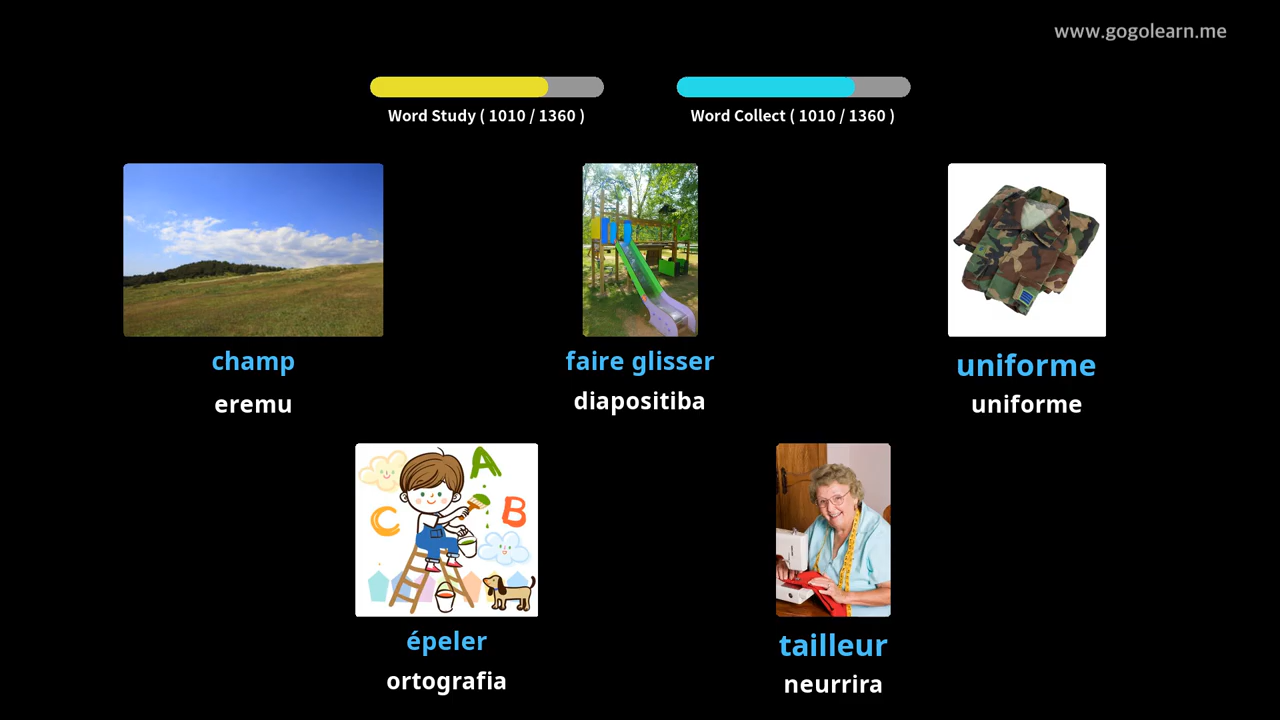 www.gogolearn.me
Word Study ( 1010 / 1360 )
Word Collect ( 1010 / 1360 )
champ
eremu
faire glisser
diapositiba
uniforme
uniforme
A
B
C
épeler
ortografia
tailleur
neurrira